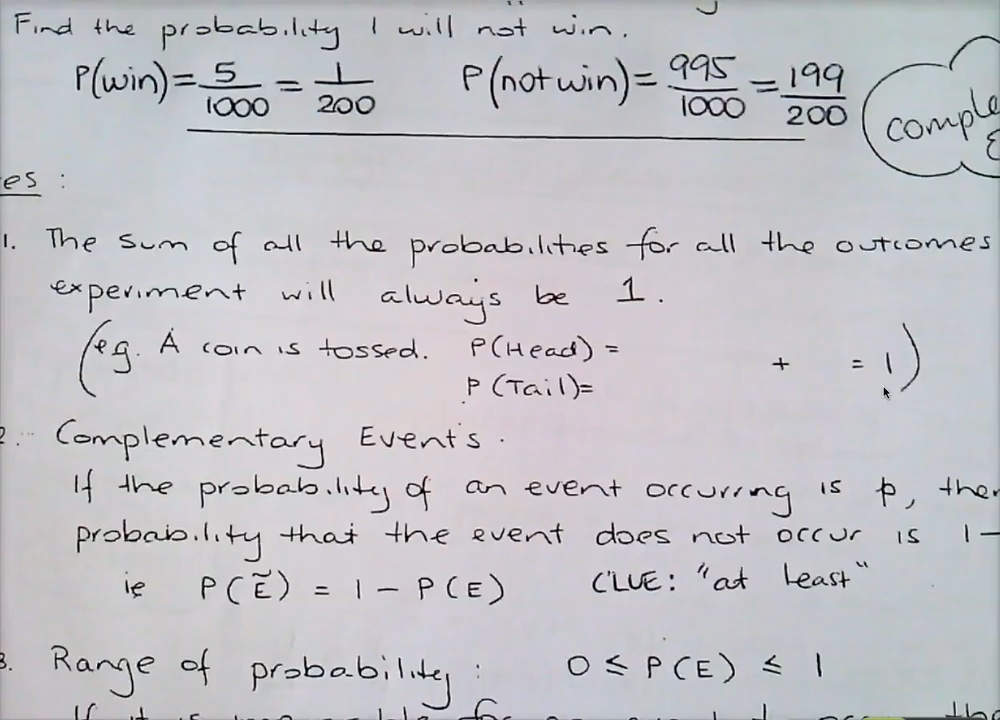 Find the probability I will not win.
P(win) = 5/1000 = 1/200 P(not win) = 995/1000 = 199/200
comple
es :
1. The sum of all the probabilities for all the outcomes
experiment will always be 1.
(eg. A coin is tossed. P(Head) = + = 1)
P(Tail)=
2. Complementary Events.
If the probability of an event occurring is p, then
probability that the event does not occur is 1-
ie P(Ẽ) = 1 - P(E) CLUE: "at least"
3. Range of probability : 0 ≤ P(E) ≤ 1